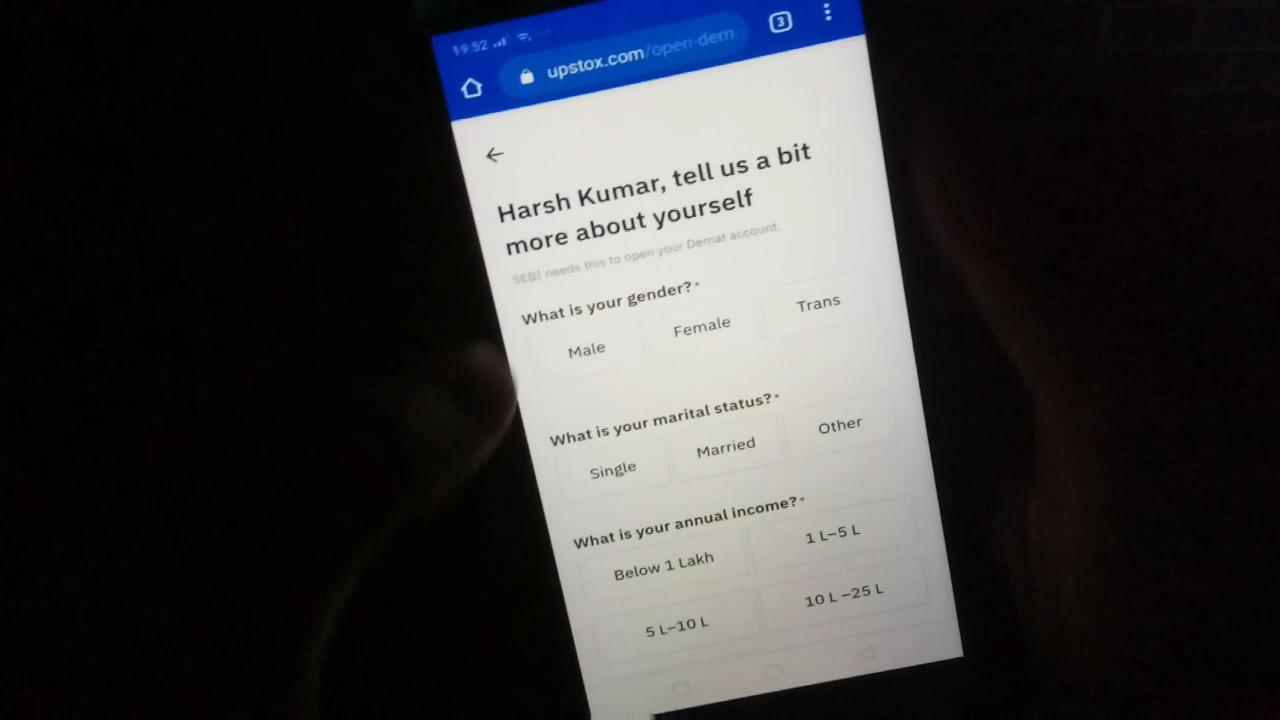 19:52
upstox.com/open-dem
3
Harsh Kumar, tell us a bit
more about yourself
SEBI needs this to open your Demat account.
What is your gender?*
Male Female Trans
What is your marital status?*
Single Married Other
What is your annual income?*
Below 1 Lakh 1 L–5 L
5 L–10 L 10 L –25 L